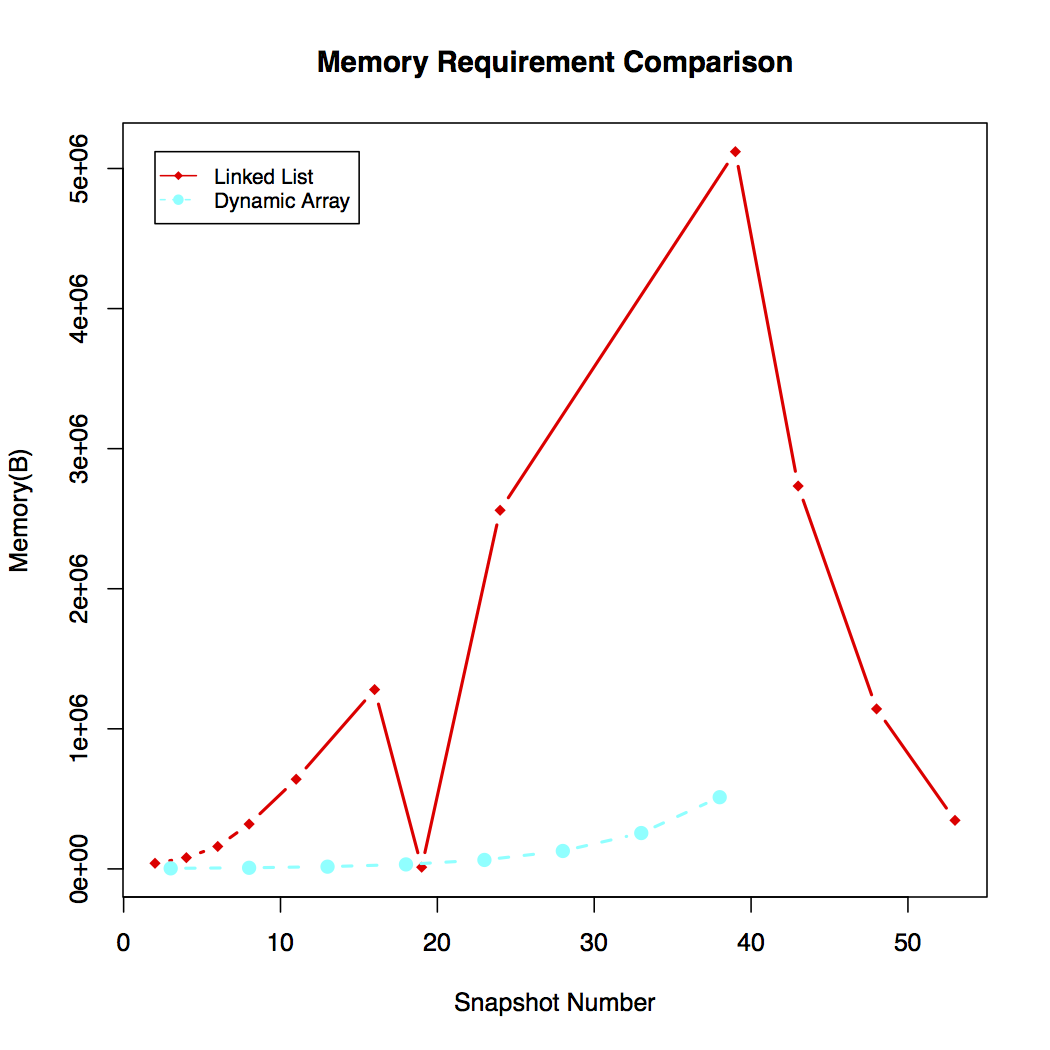 Memory Requirement Comparison
Linked List
Dynamic Array
5e+06
4e+06
3e+06
2e+06
1e+06
0e+00
Memory(B)
0 10 20 30 40 50
Snapshot Number